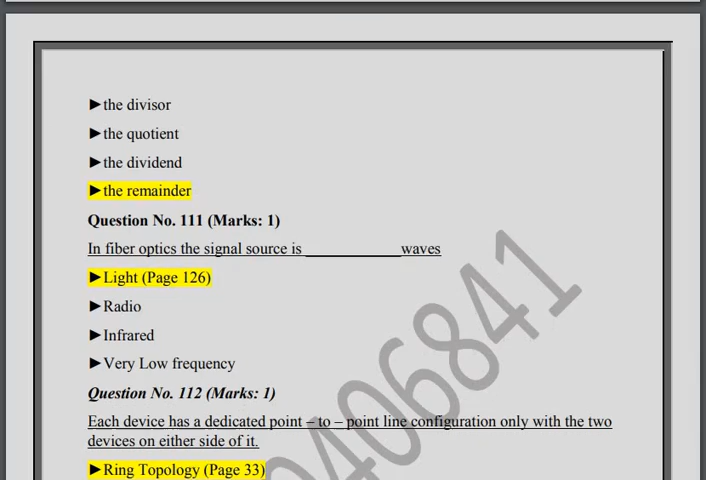 ►the divisor
►the quotient
►the dividend
►the remainder
Question No. 111 (Marks: 1)
In fiber optics the signal source is ____________waves
►Light (Page 126)
►Radio
►Infrared
►Very Low frequency
Question No. 112 (Marks: 1)
Each device has a dedicated point – to – point line configuration only with the two
devices on either side of it.
►Ring Topology (Page 33)